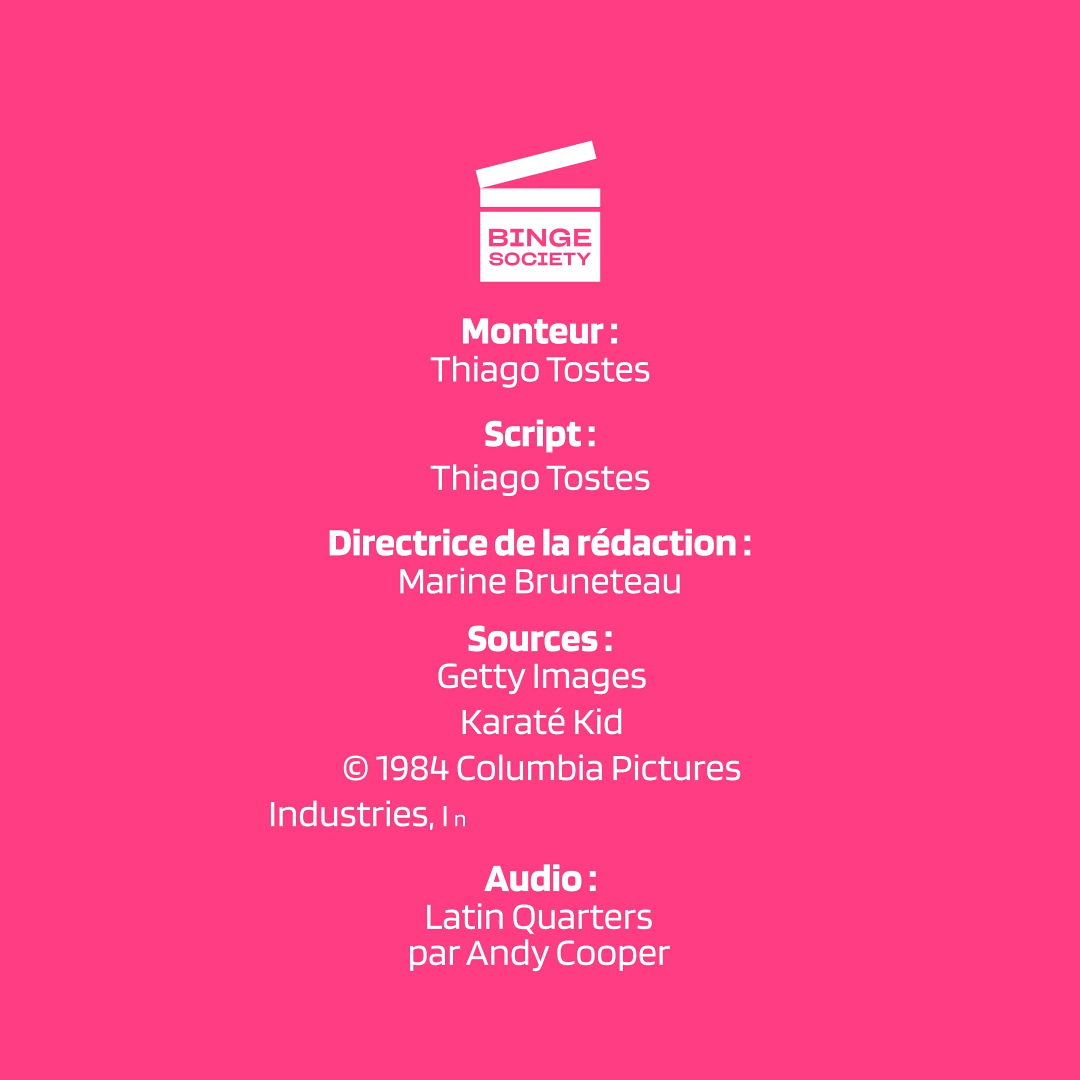 BINGE
SOCIETY
Monteur :
Thiago Tostes
Script :
Thiago Tostes
Directrice de la rédaction :
Marine Bruneteau
Sources :
Getty Images
Karaté Kid
© 1984 Columbia Pictures
Industries, In
Audio :
Latin Quarters
par Andy Cooper